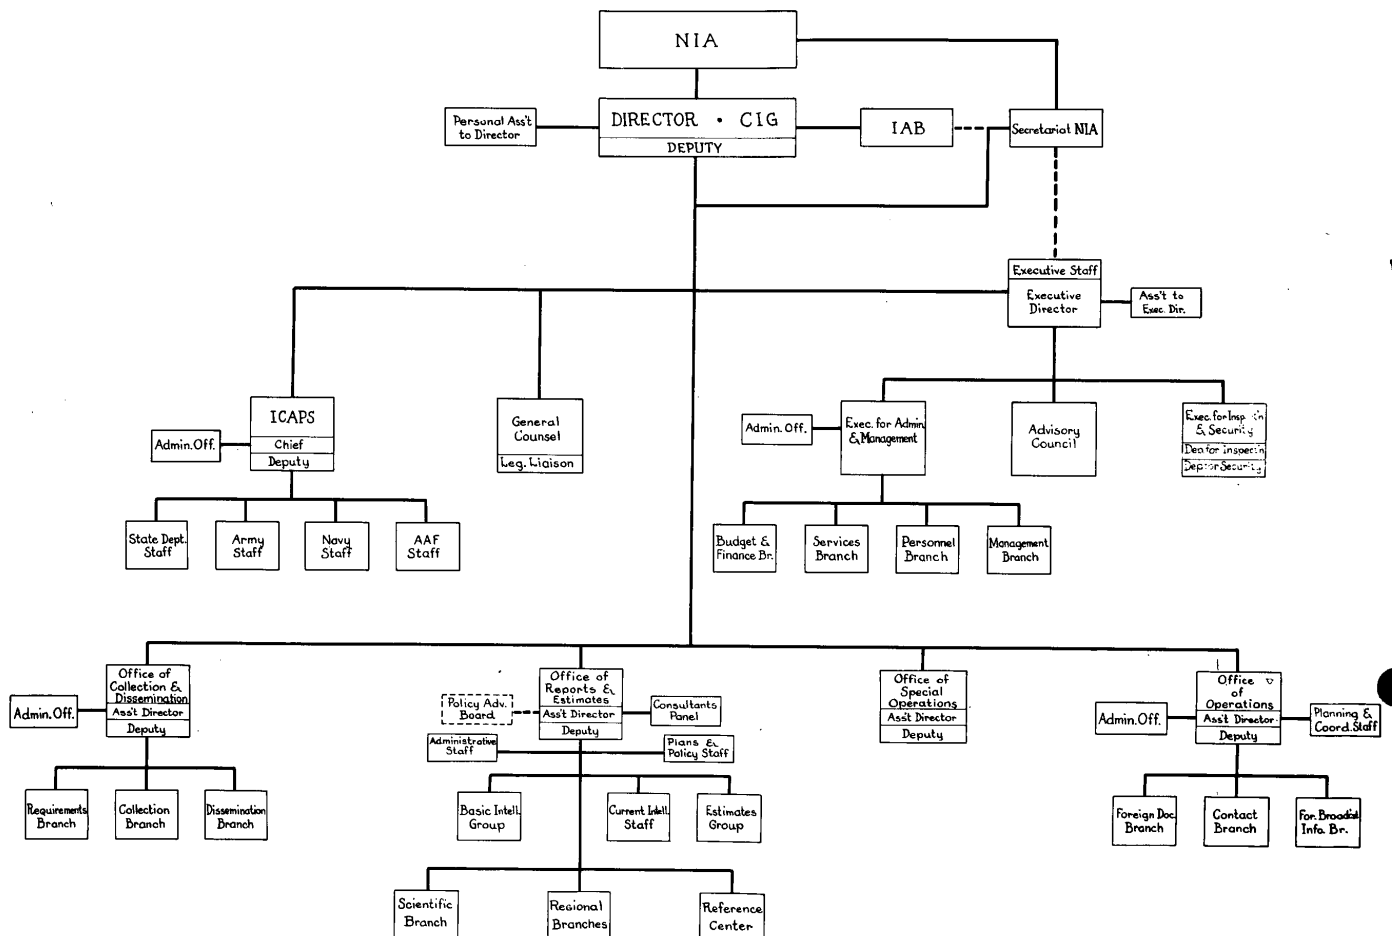 NIA
Personal Ass't
to Director
DIRECTOR • CIG
DEPUTY
IAB
Secretariat NIA
Executive Staff
Executive
Director
Ass't to
Exec. Dir.
ICAPS
Chief
Deputy
Admin. Off.
General
Counsel
Leg. Liaison
Admin. Off.
Exec. for Admin.
& Management
Advisory
Council
Exec. for
& Security
Dep. for
Dep. for Security
State Dept.
Staff
Army
Staff
Navy
Staff
AAF
Staff
Budget &
Finance Br.
Services
Branch
Personnel
Branch
Management
Branch
Office of
Collection &
Dissemination
Ass't Director
Deputy
Admin. Off.
Office of
Reports &
Estimates
Ass't Director
Deputy
Policy Adv.
Board
Consultants
Panel
Administrative
Staff
Plans &
Policy Staff
Office of
Special
Operations
Ass't Director
Deputy
Office
of
Operations
Ass't Director
Deputy
Admin. Off.
Planning &
Coord. Staff
Requirements
Branch
Collection
Branch
Dissemination
Branch
Basic Intell.
Group
Current Intell.
Staff
Estimates
Group
Foreign Doc.
Branch
Contact
Branch
For. Broadcast
Info. Br.
Scientific
Branch
Regional
Branches
Reference
Center